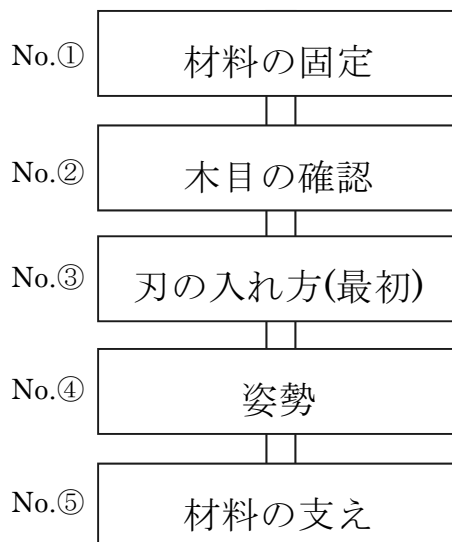 No.① 材料の固定
No.② 木目の確認
No.③ 刃の入れ方(最初)
No.④ 姿勢
No.⑤ 材料の支え